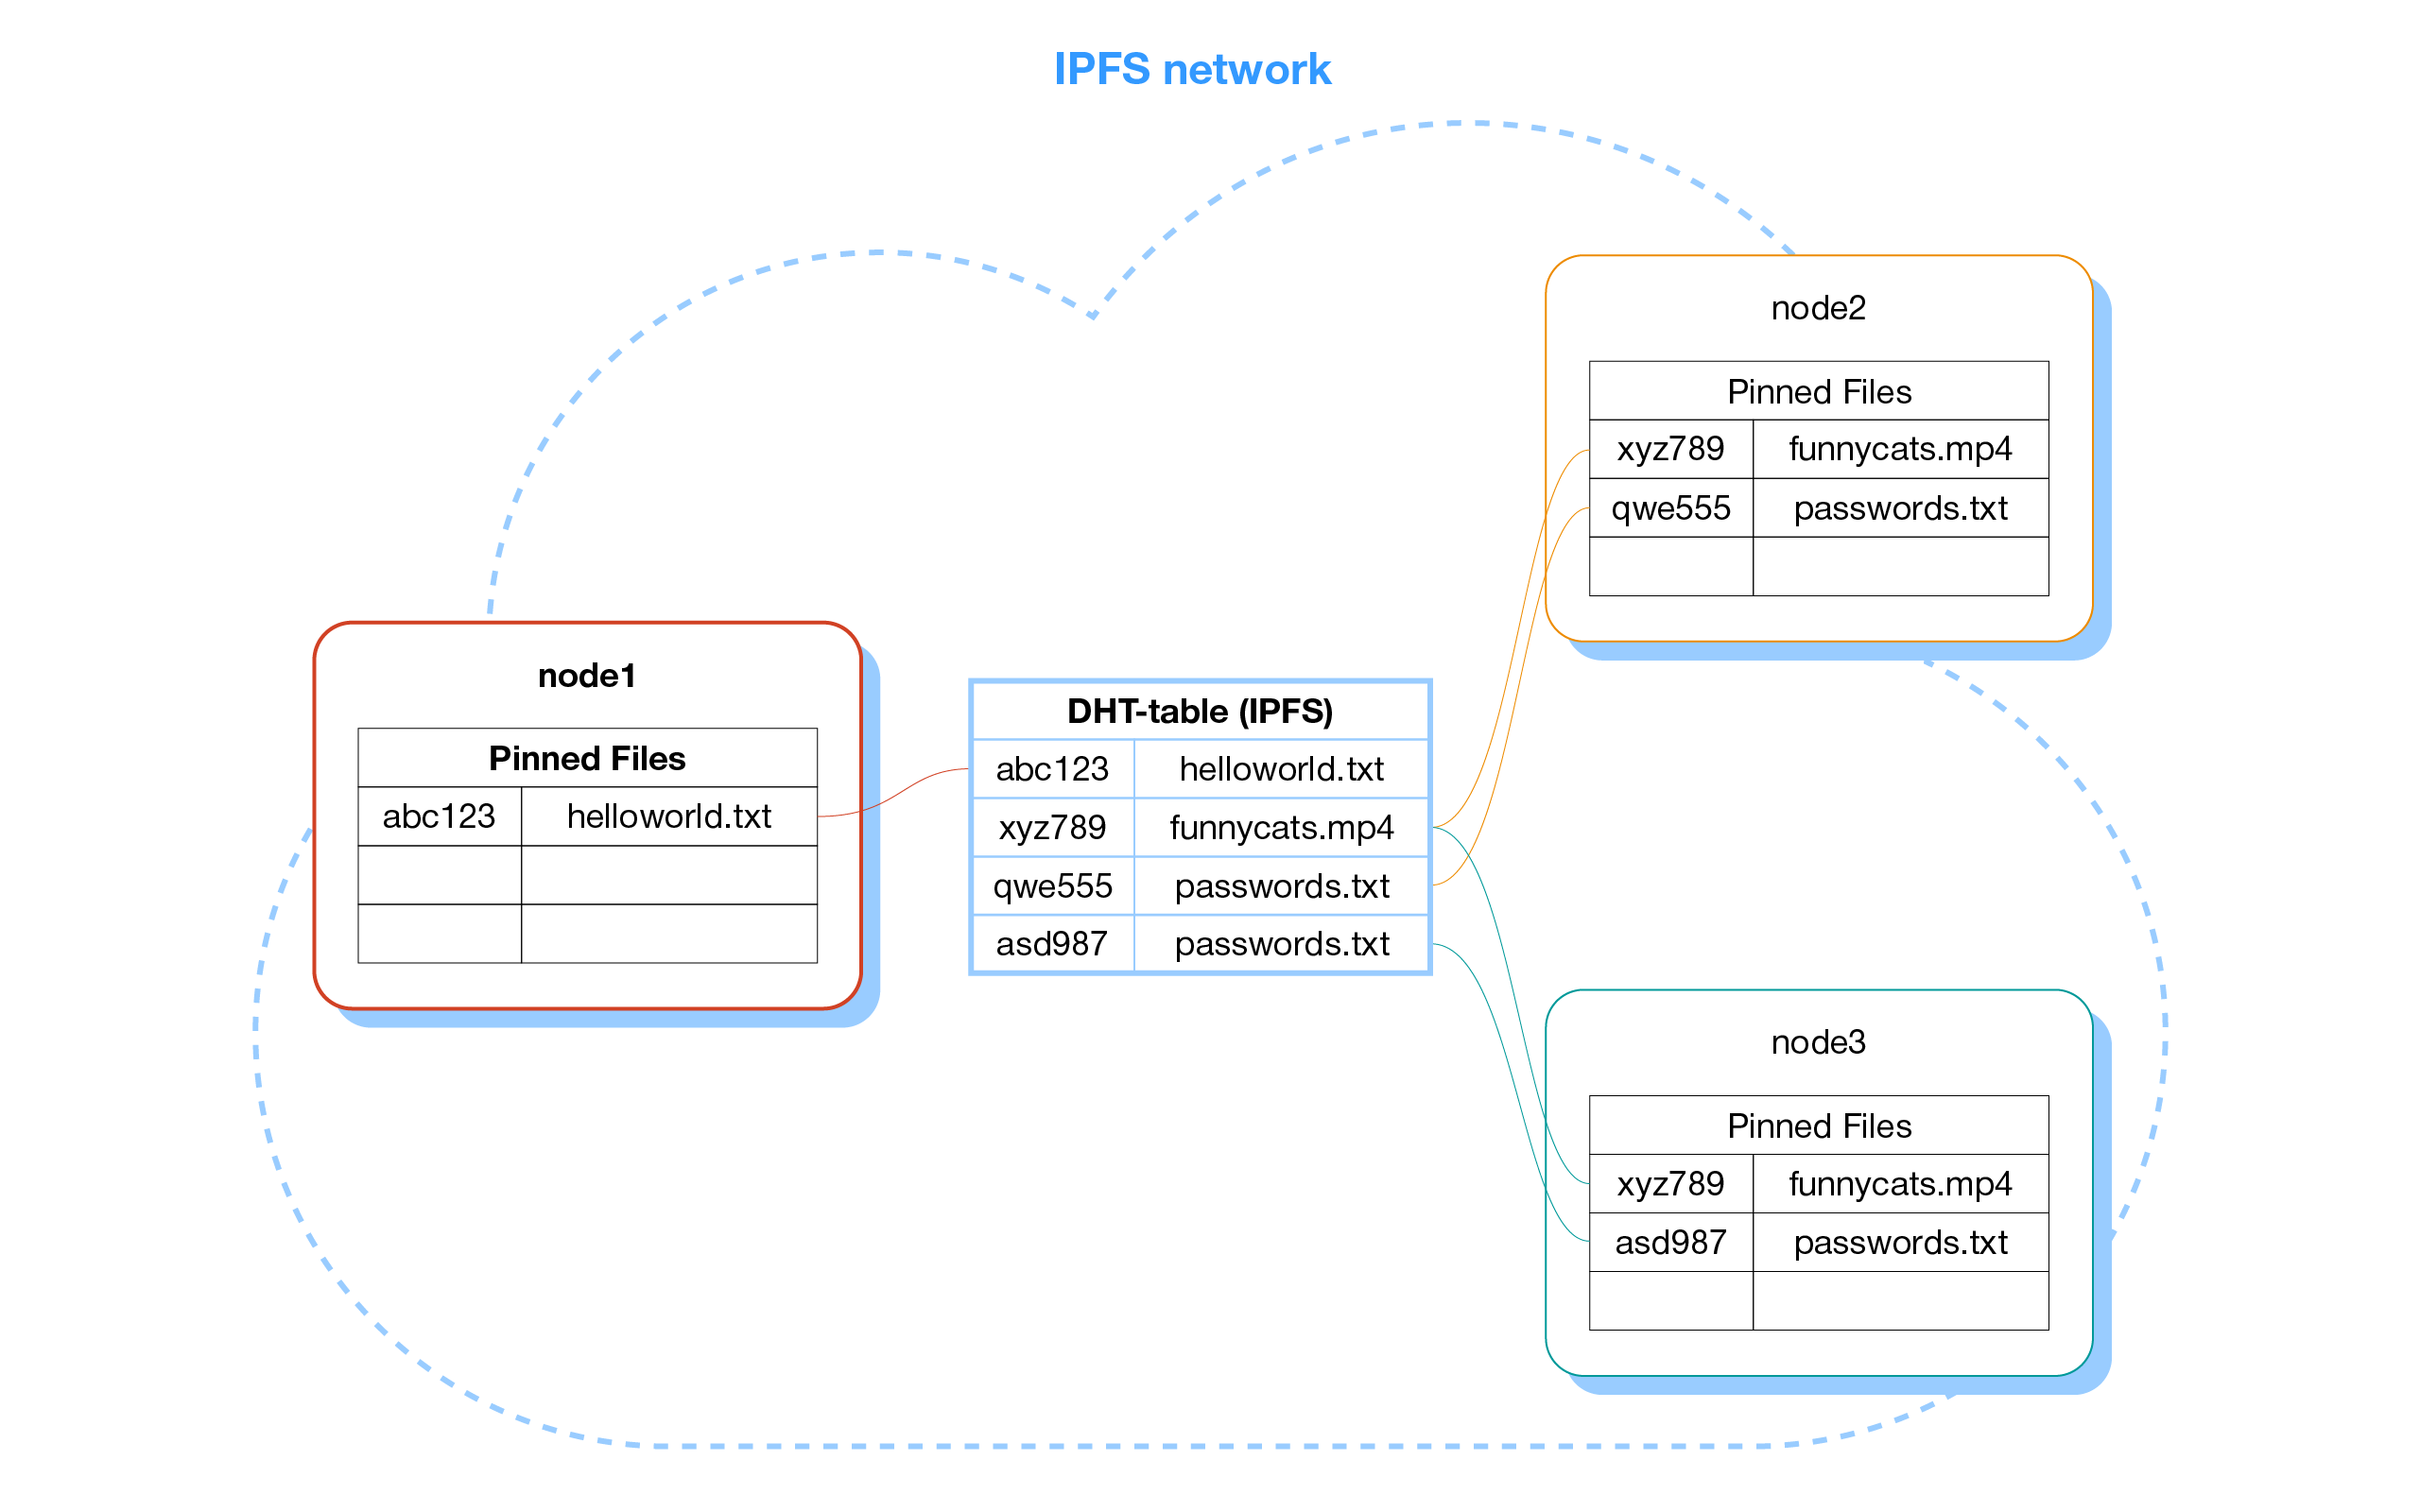 IPFS network
node1
Pinned Files
abc123 helloworld.txt
DHT-table (IPFS)
abc123 helloworld.txt
xyz789 funnycats.mp4
qwe555 passwords.txt
asd987 passwords.txt
node2
Pinned Files
xyz789 funnycats.mp4
qwe555 passwords.txt
node3
Pinned Files
xyz789 funnycats.mp4
asd987 passwords.txt